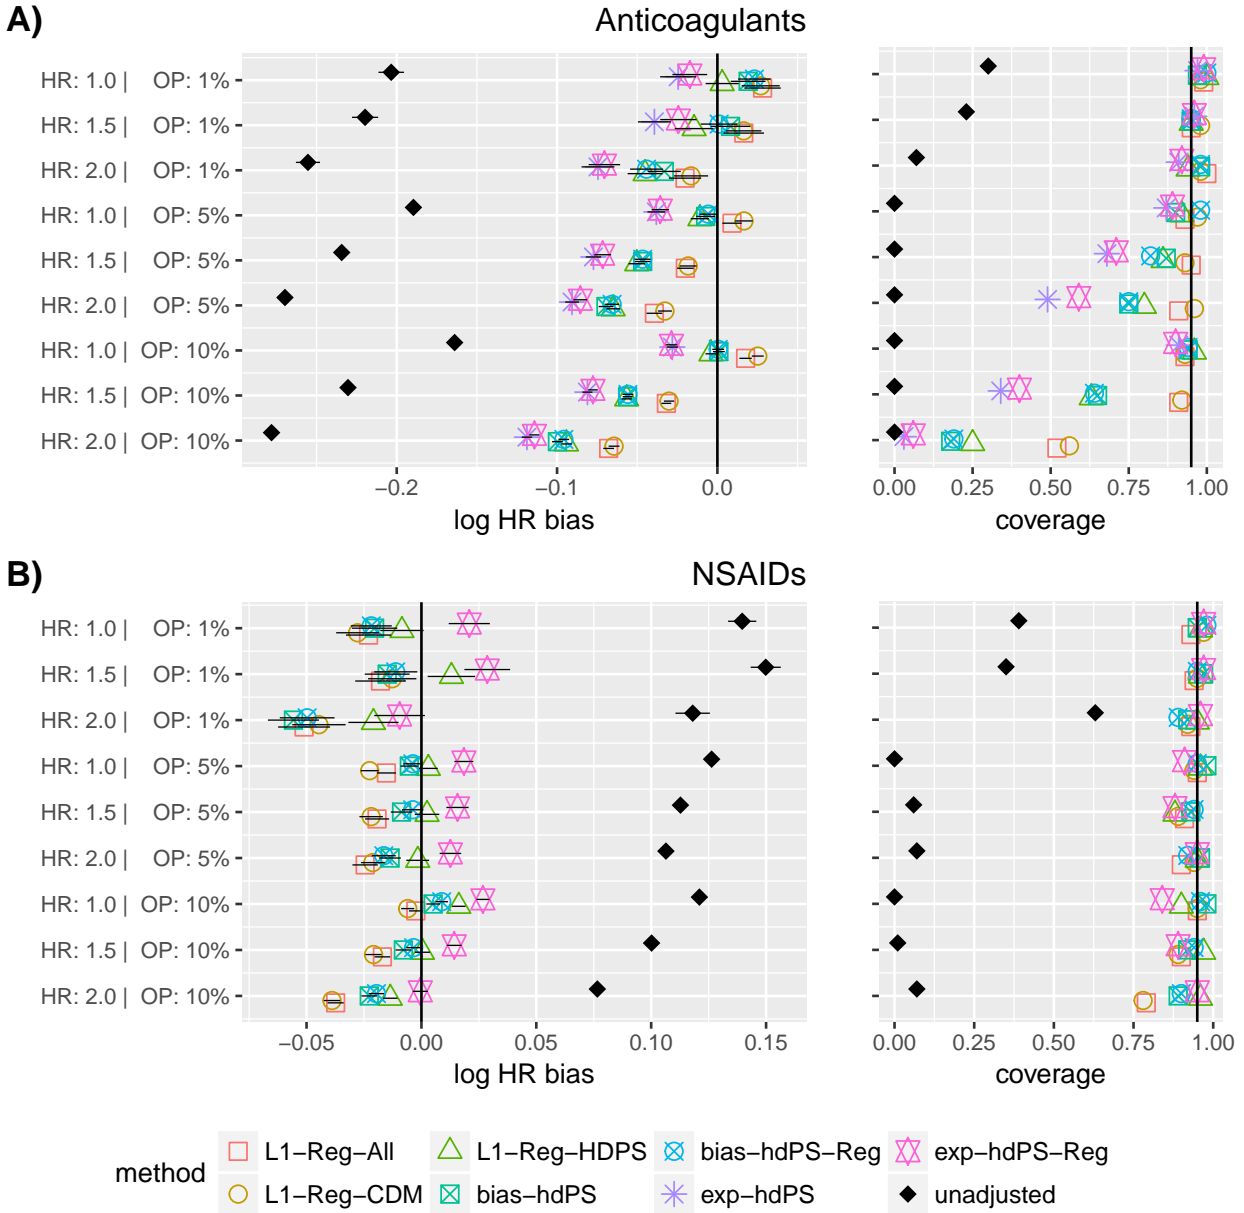 A)
Anticoagulants
HR: 1.0 | OP: 1%
HR: 1.5 | OP: 1%
HR: 2.0 | OP: 1%
HR: 1.0 | OP: 5%
HR: 1.5 | OP: 5%
HR: 2.0 | OP: 5%
HR: 1.0 | OP: 10%
HR: 1.5 | OP: 10%
HR: 2.0 | OP: 10%
−0.2 −0.1 0.0
log HR bias
0.00 0.25 0.50 0.75 1.00
coverage
B)
NSAIDs
HR: 1.0 | OP: 1%
HR: 1.5 | OP: 1%
HR: 2.0 | OP: 1%
HR: 1.0 | OP: 5%
HR: 1.5 | OP: 5%
HR: 2.0 | OP: 5%
HR: 1.0 | OP: 10%
HR: 1.5 | OP: 10%
HR: 2.0 | OP: 10%
−0.05 0.00 0.05 0.10 0.15
log HR bias
0.00 0.25 0.50 0.75 1.00
coverage
method
L1−Reg−All L1−Reg−HDPS bias−hdPS−Reg exp−hdPS−Reg
L1−Reg−CDM bias−hdPS exp−hdPS unadjusted